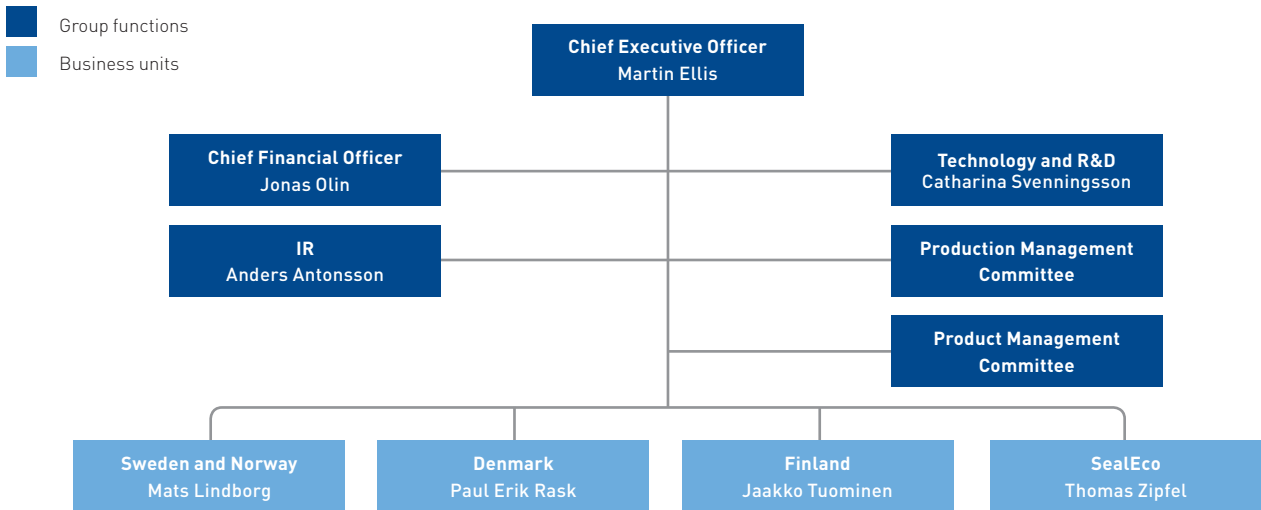 Group functions
Business units
Chief Executive Officer
Martin Ellis
Chief Financial Officer
Jonas Olin
Technology and R&D
Catharina Svenningsson
IR
Anders Antonsson
Production Management
Committee
Product Management
Committee
Sweden and Norway
Mats Lindborg
Denmark
Paul Erik Rask
Finland
Jaakko Tuominen
SealEco
Thomas Zipfel